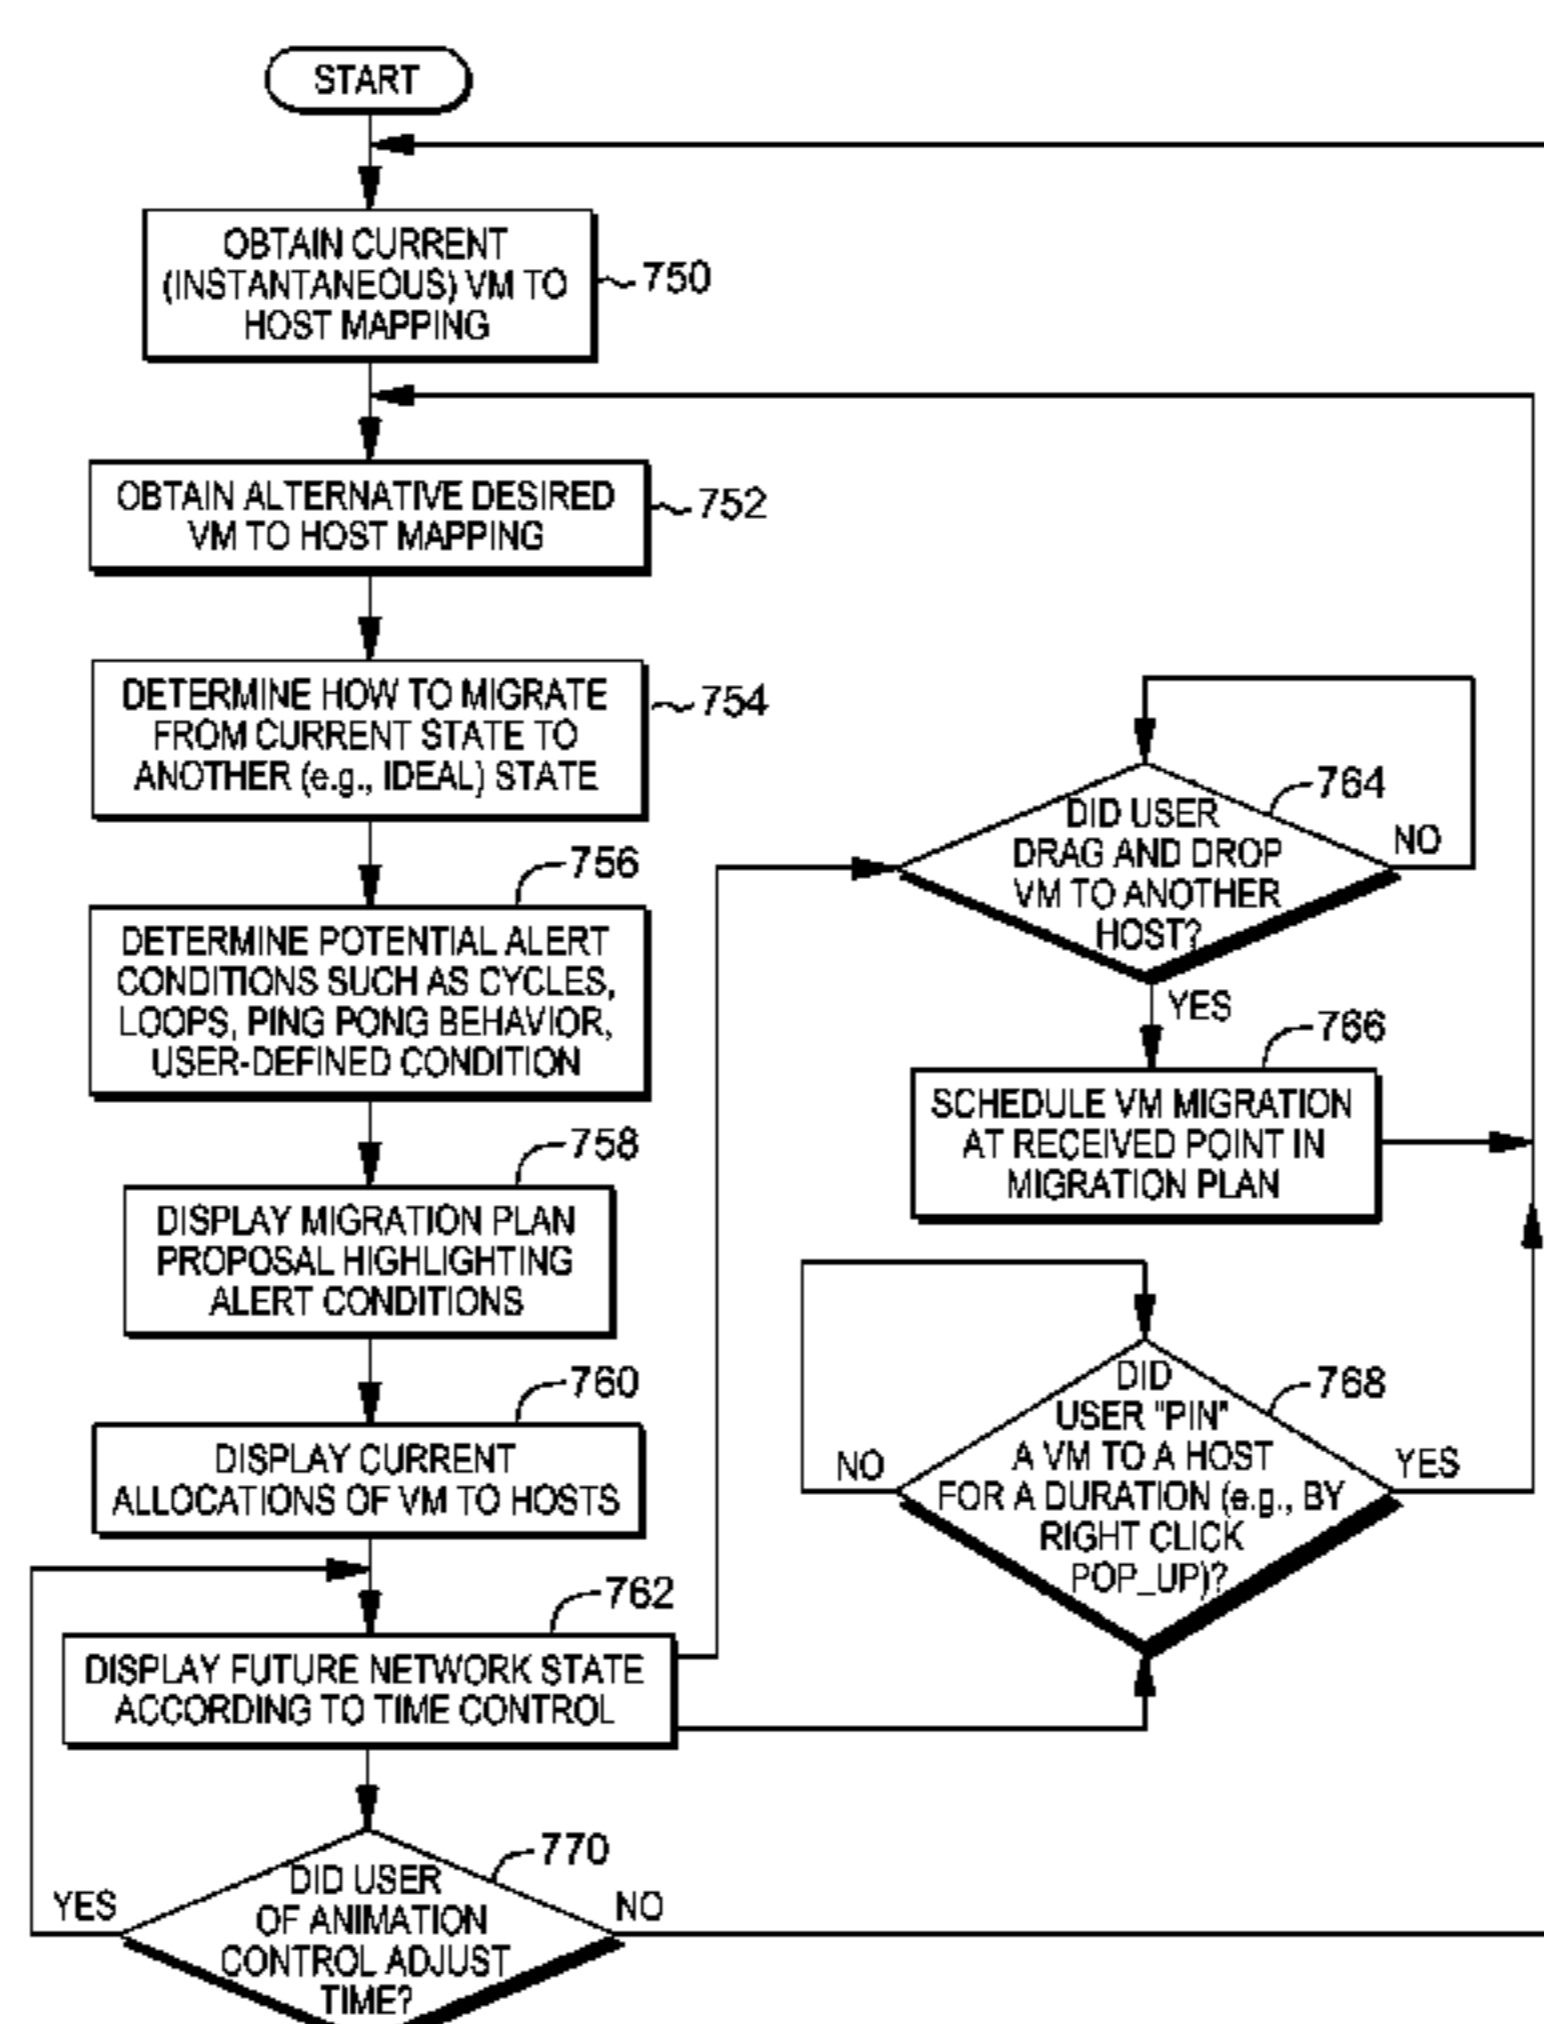 START
OBTAIN CURRENT
(INSTANTANEOUS) VM TO
HOST MAPPING
750
OBTAIN ALTERNATIVE DESIRED
VM TO HOST MAPPING
752
DETERMINE HOW TO MIGRATE
FROM CURRENT STATE TO
ANOTHER (e.g., IDEAL) STATE
754
756
DETERMINE POTENTIAL ALERT
CONDITIONS SUCH AS CYCLES,
LOOPS, PING PONG BEHAVIOR,
USER-DEFINED CONDITION
758
DISPLAY MIGRATION PLAN
PROPOSAL HIGHLIGHTING
ALERT CONDITIONS
760
DISPLAY CURRENT
ALLOCATIONS OF VM TO HOSTS
762
DISPLAY FUTURE NETWORK STATE
ACCORDING TO TIME CONTROL
770
DID USER
OF ANIMATION
CONTROL ADJUST
TIME?
YES
NO
764
DID USER
DRAG AND DROP
VM TO ANOTHER
HOST?
NO
YES
766
SCHEDULE VM MIGRATION
AT RECEIVED POINT IN
MIGRATION PLAN
768
DID
USER "PIN"
A VM TO A HOST
FOR A DURATION (e.g., BY
RIGHT CLICK
POP_UP)?
NO
YES